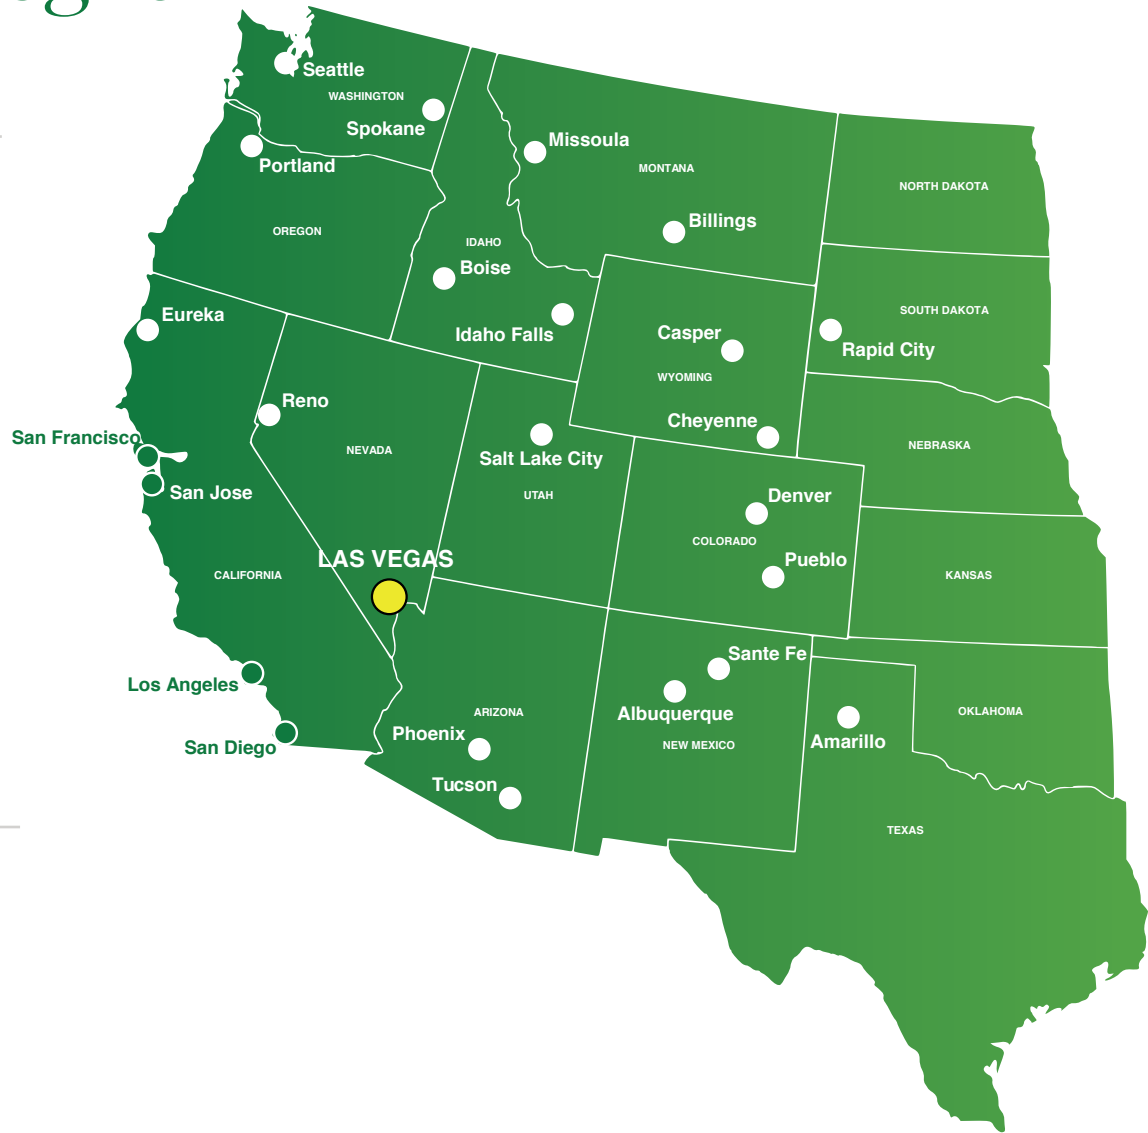 Seattle
WASHINGTON
Spokane
Missoula
Portland
MONTANA
NORTH DAKOTA
Billings
OREGON
IDAHO
Boise
SOUTH DAKOTA
Eureka
Idaho Falls
Casper
Rapid City
WYOMING
Reno
Cheyenne
San Francisco
NEVADA
Salt Lake City
NEBRASKA
San Jose
UTAH
Denver
COLORADO
LAS VEGAS
Pueblo
CALIFORNIA
KANSAS
Sante Fe
Los Angeles
ARIZONA
Albuquerque
OKLAHOMA
Phoenix
San Diego
NEW MEXICO
Amarillo
Tucson
TEXAS